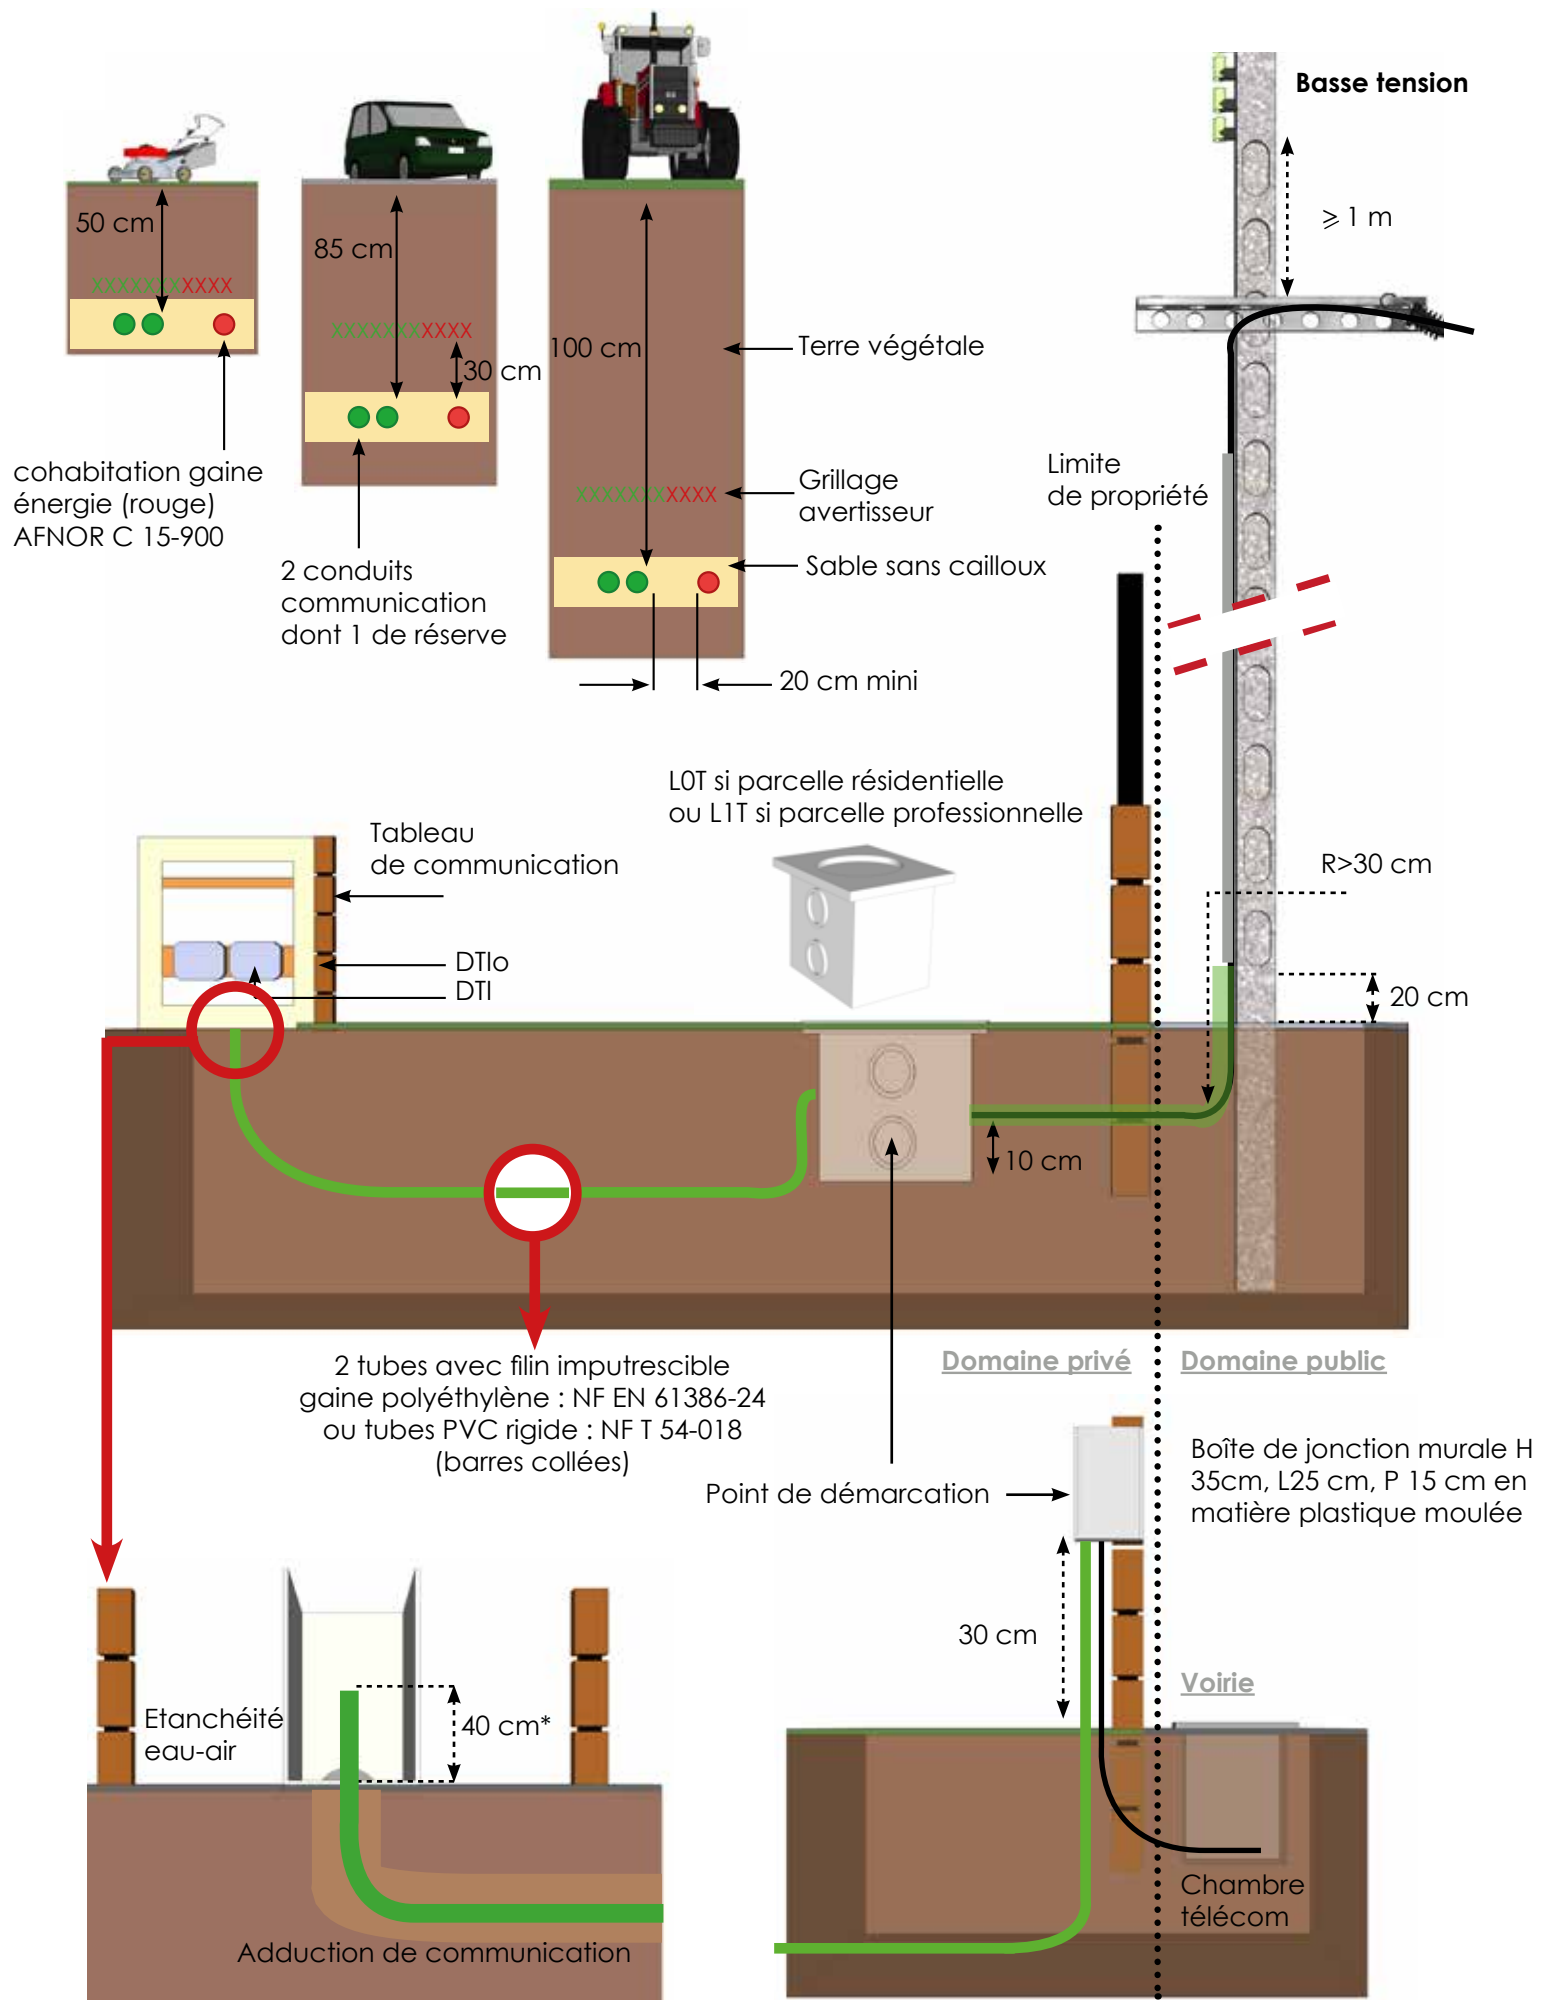 Basse tension
50 cm
85 cm
⩾ 1 m
XXXXXXXXXXX
XXXXXXXXXXX
100 cm
Terre végétale
30 cm
cohabitation gaine
énergie (rouge)
AFNOR C 15-900
Limite
de propriété
XXXXXXXXXXX
Grillage
avertisseur
2 conduits
communication
dont 1 de réserve
Sable sans cailloux
20 cm mini
L0T si parcelle résidentielle
ou L1T si parcelle professionnelle
Tableau
de communication
R>30 cm
DTIo
DTI
20 cm
10 cm
2 tubes avec filin imputrescible
gaine polyéthylène : NF EN 61386-24
ou tubes PVC rigide : NF T 54-018
(barres collées)
Domaine privé
Domaine public
Point de démarcation
Boîte de jonction murale H
35cm, L25 cm, P 15 cm en
matière plastique moulée
30 cm
Voirie
Etanchéité
eau-air
40 cm*
Chambre
télécom
Adduction de communication